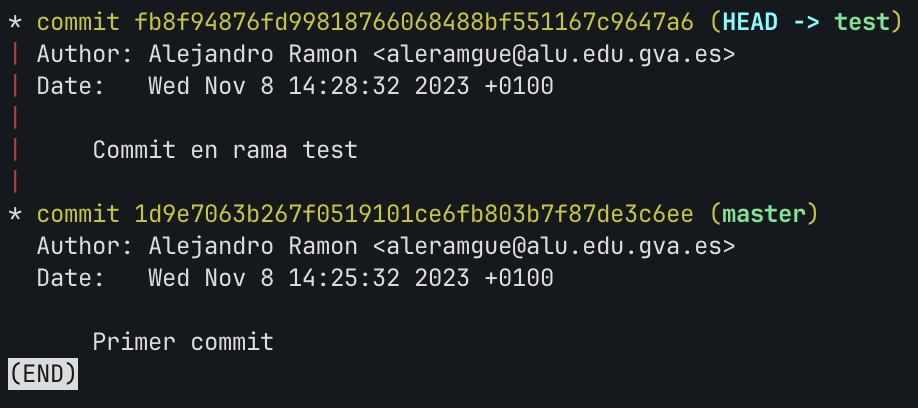 * commit fb8f94876fd99818766068488bf551167c9647a6 (HEAD -> test)
| Author: Alejandro Ramon <aleramgue@alu.edu.gva.es>
| Date:   Wed Nov 8 14:28:32 2023 +0100
|
|     Commit en rama test
|
* commit 1d9e7063b267f0519101ce6fb803b7f87de3c6ee (master)
  Author: Alejandro Ramon <aleramgue@alu.edu.gva.es>
  Date:   Wed Nov 8 14:25:32 2023 +0100

      Primer commit
(END)